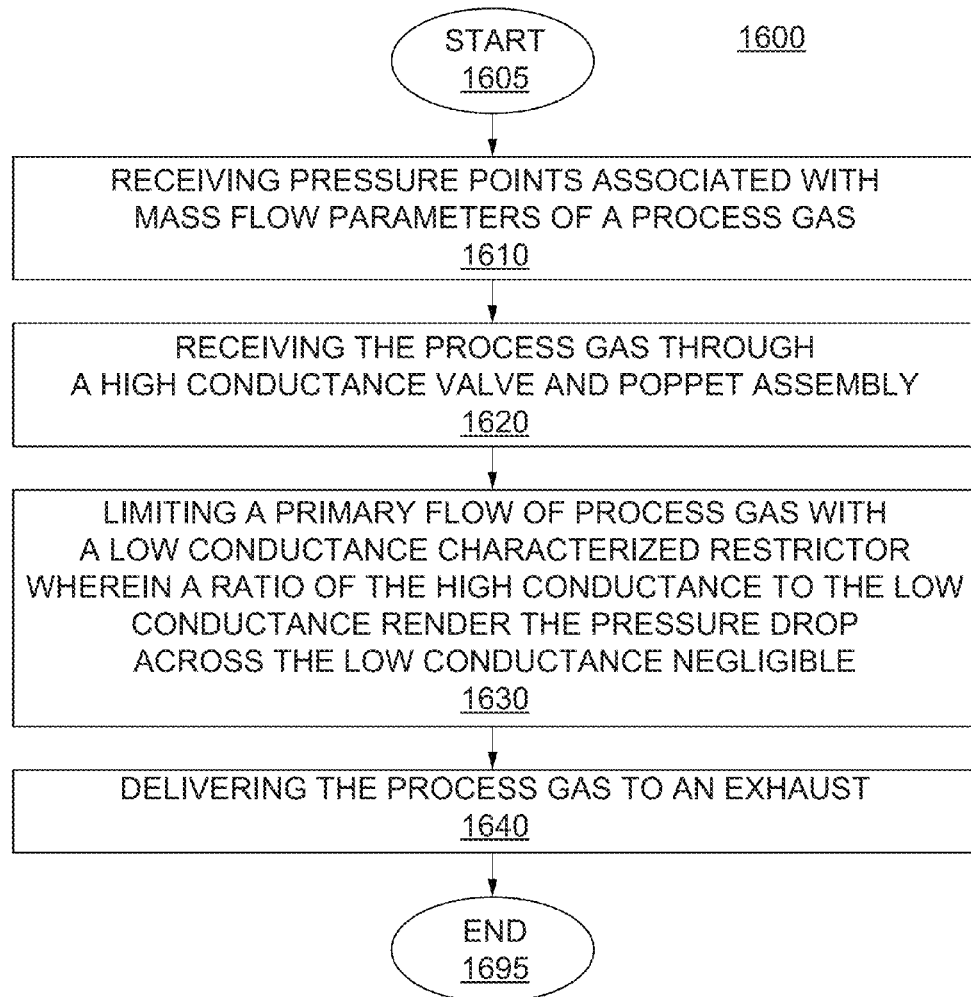 START
1605
1600
RECEIVING PRESSURE POINTS ASSOCIATED WITH
MASS FLOW PARAMETERS OF A PROCESS GAS
1610
RECEIVING THE PROCESS GAS THROUGH
A HIGH CONDUCTANCE VALVE AND POPPET ASSEMBLY
1620
LIMITING A PRIMARY FLOW OF PROCESS GAS WITH
A LOW CONDUCTANCE CHARACTERIZED RESTRICTOR
WHEREIN A RATIO OF THE HIGH CONDUCTANCE TO THE LOW
CONDUCTANCE RENDER THE PRESSURE DROP
ACROSS THE LOW CONDUCTANCE NEGLIGIBLE
1630
DELIVERING THE PROCESS GAS TO AN EXHAUST
1640
END
1695